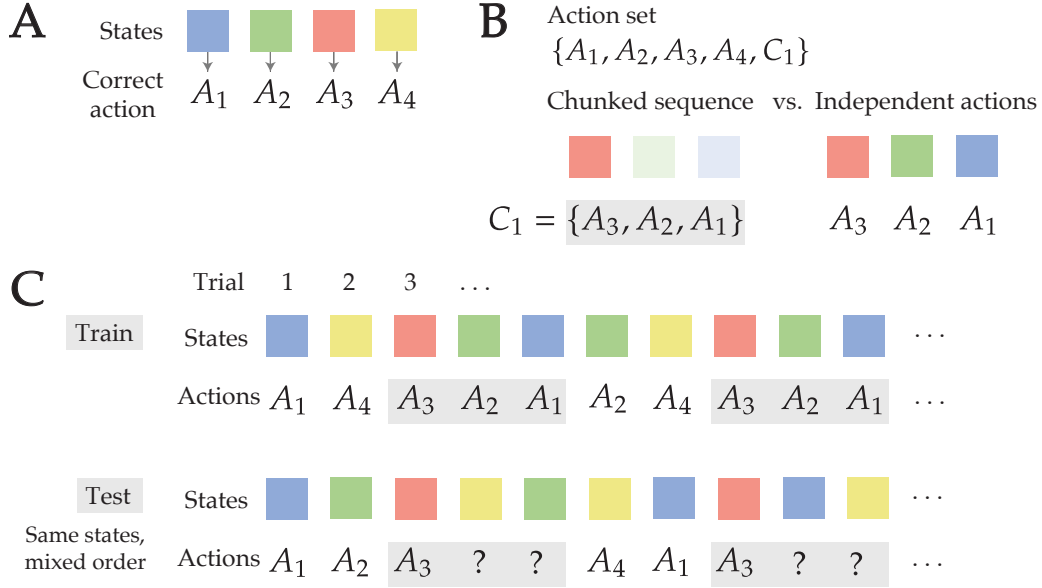 A
States
Correct
action
A1 A2 A3 A4
B
Action set
{A1, A2, A3, A4, C1}
Chunked sequence vs. Independent actions
C1 = {A3, A2, A1} A3 A2 A1
C
Trial 1 2 3 ...
Train
States ...
Actions A1 A4 A3 A2 A1 A2 A4 A3 A2 A1 ...
Test
Same states,
mixed order
States ...
Actions A1 A2 A3 ? ? A4 A1 A3 ? ? ...